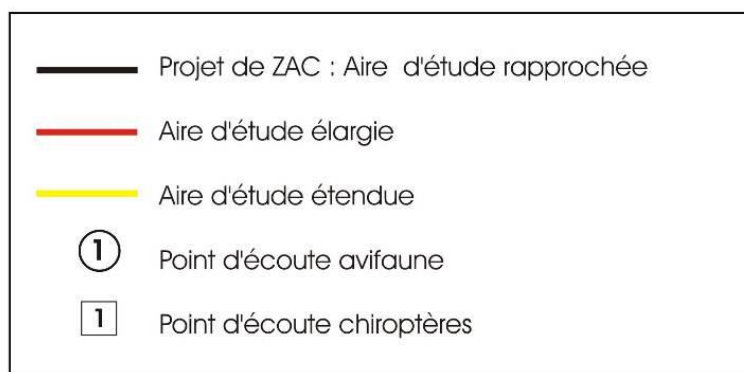 Projet de ZAC : Aire d'étude rapprochée
Aire d'étude élargie
Aire d'étude étendue
1 Point d'écoute avifaune
1 Point d'écoute chiroptères